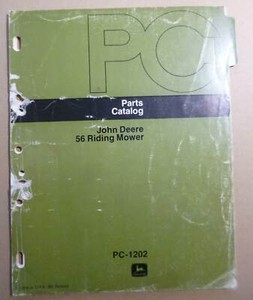 PC
Parts
Catalog
John Deere
56 Riding Mower
PC-1202